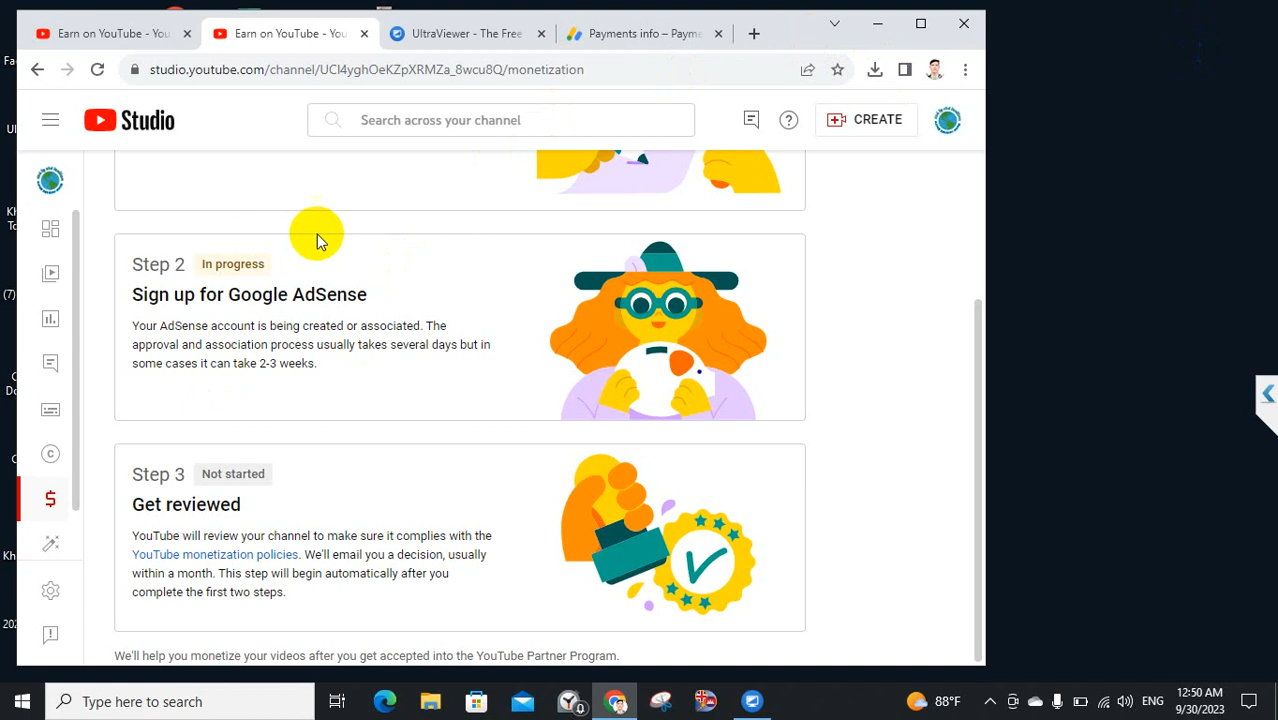 Earn on YouTube - You
Earn on YouTube - You
UltraViewer - The Free
Payments info – Payme
studio.youtube.com/channel/UCl4yghOeKZpXRMZa_8wcu8Q/monetization
Studio
Search across your channel
CREATE
Step 2
In progress
Sign up for Google AdSense
Your AdSense account is being created or associated. The
approval and association process usually takes several days but in
some cases it can take 2-3 weeks.
Step 3
Not started
Get reviewed
YouTube will review your channel to make sure it complies with the
YouTube monetization policies. We'll email you a decision, usually
within a month. This step will begin automatically after you
complete the first two steps.
We'll help you monetize your videos after you get accepted into the YouTube Partner Program.
Type here to search
0
88°F
ENG
12:50 AM
9/30/2023